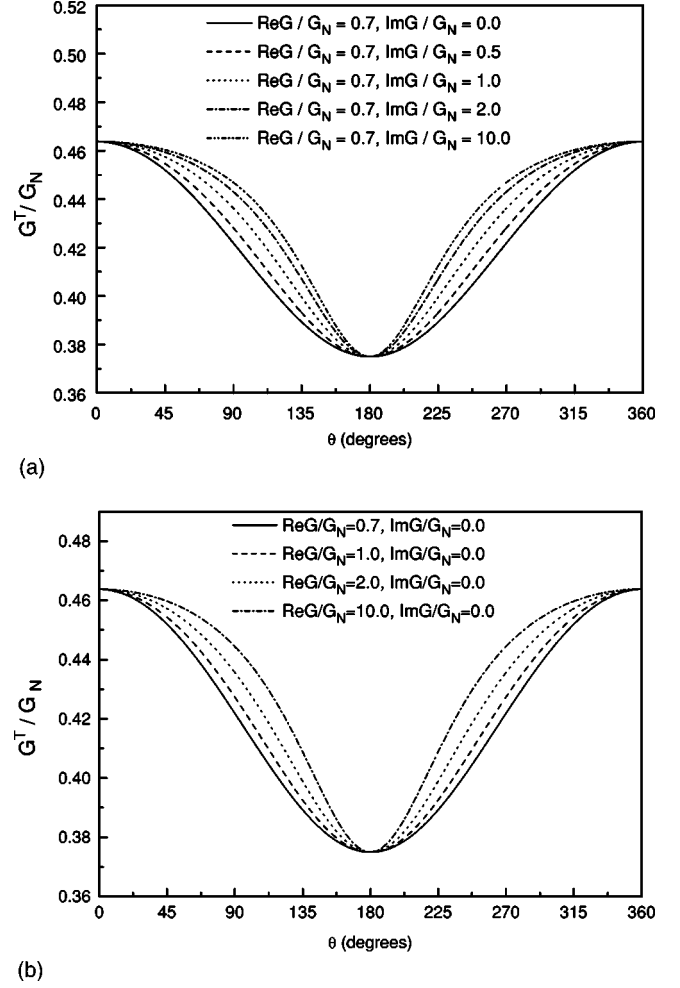 0.52
ReG / G_N = 0.7, ImG / G_N = 0.0
ReG / G_N = 0.7, ImG / G_N = 0.5
0.50
ReG / G_N = 0.7, ImG / G_N = 1.0
0.48
ReG / G_N = 0.7, ImG / G_N = 2.0
ReG / G_N = 0.7, ImG / G_N = 10.0
0.46
0.44
G^T/ G_N
0.42
0.40
0.38
0.36
0 45 90 135 180 225 270 315 360
θ (degrees)
(a)
ReG/G_N=0.7, ImG/G_N=0.0
0.48
ReG/G_N=1.0, ImG/G_N=0.0
ReG/G_N=2.0, ImG/G_N=0.0
0.46
ReG/G_N=10.0, ImG/G_N=0.0
0.44
G^T / G_N
0.42
0.40
0.38
0.36
0 45 90 135 180 225 270 315 360
θ (degrees)
(b)